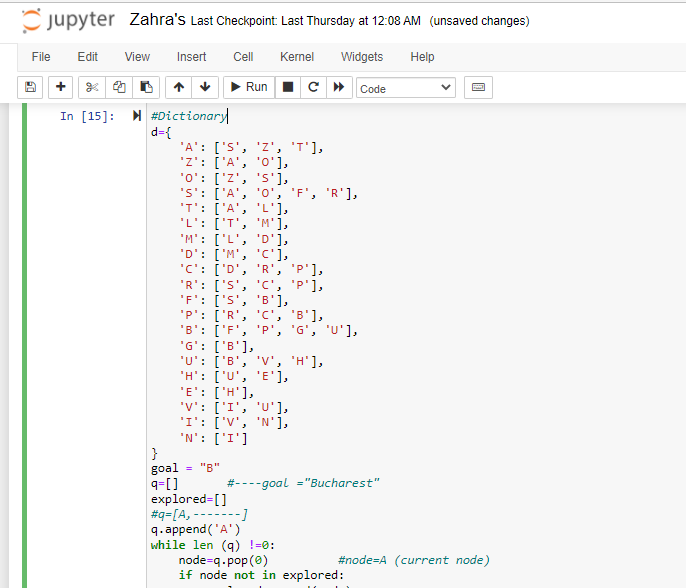 jupyter Zahra's Last Checkpoint: Last Thursday at 12:08 AM (unsaved changes)
File Edit View Insert Cell Kernel Widgets Help
Run Code
In [15]: #Dictionary
d={
'A': ['S', 'Z', 'T'],
'Z': ['A', 'O'],
'O': ['Z', 'S'],
'S': ['A', 'O', 'F', 'R'],
'T': ['A', 'L'],
'L': ['T', 'M'],
'M': ['L', 'D'],
'D': ['M', 'C'],
'C': ['D', 'R', 'P'],
'R': ['S', 'C', 'P'],
'F': ['S', 'B'],
'P': ['R', 'C', 'B'],
'B': ['F', 'P', 'G', 'U'],
'G': ['B'],
'U': ['B', 'V', 'H'],
'H': ['U', 'E'],
'E': ['H'],
'V': ['I', 'U'],
'I': ['V', 'N'],
'N': ['I']
}
goal = "B"
q=[] #----goal ="Bucharest"
explored=[]
#q=[A,-------]
q.append('A')
while len (q) !=0:
node=q.pop(0) #node=A (current node)
if node not in explored: